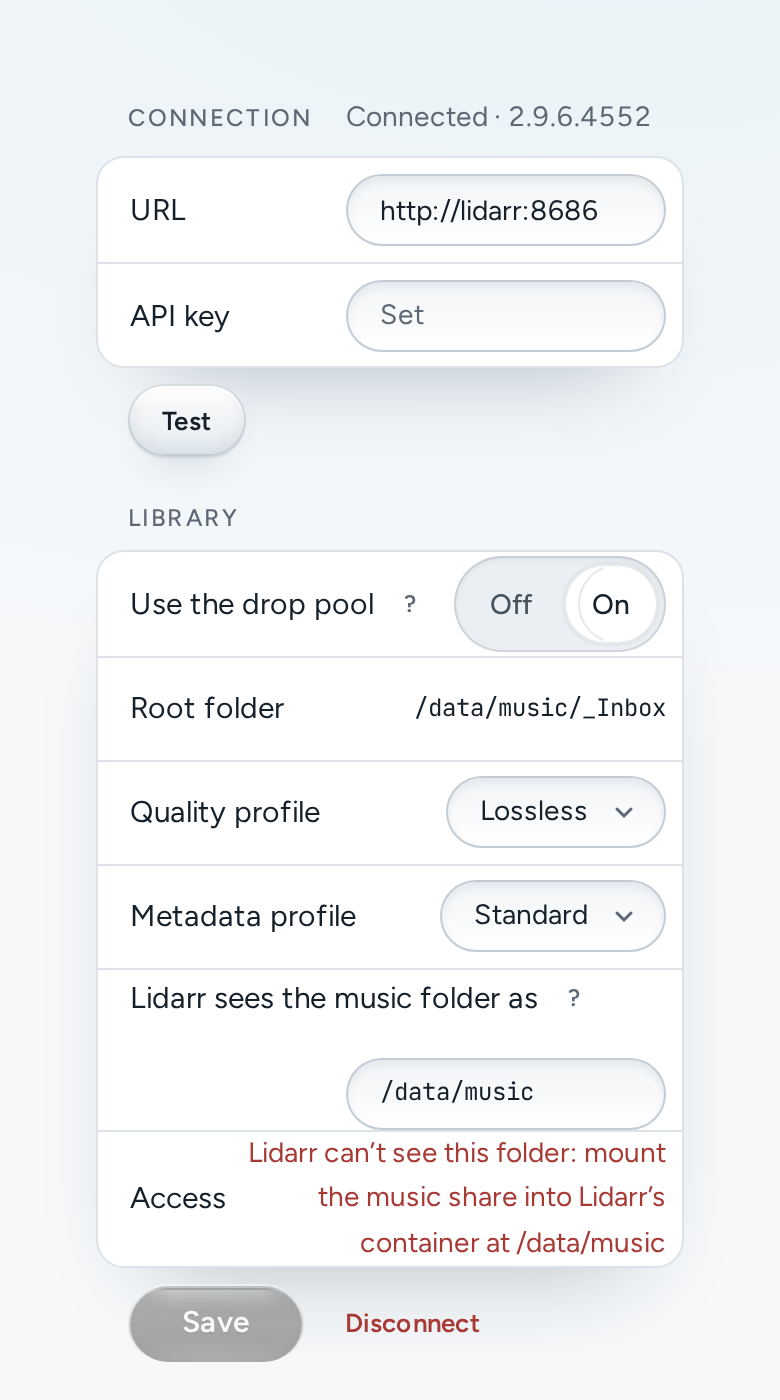 CONNECTION Connected · 2.9.6.4552
URL http://lidarr:8686
API key Set
Test
LIBRARY
Use the drop pool ? Off On
Root folder /data/music/_Inbox
Quality profile Lossless
Metadata profile Standard
Lidarr sees the music folder as ?
/data/music
Access
Lidarr can’t see this folder: mount
the music share into Lidarr’s
container at /data/music
Save Disconnect